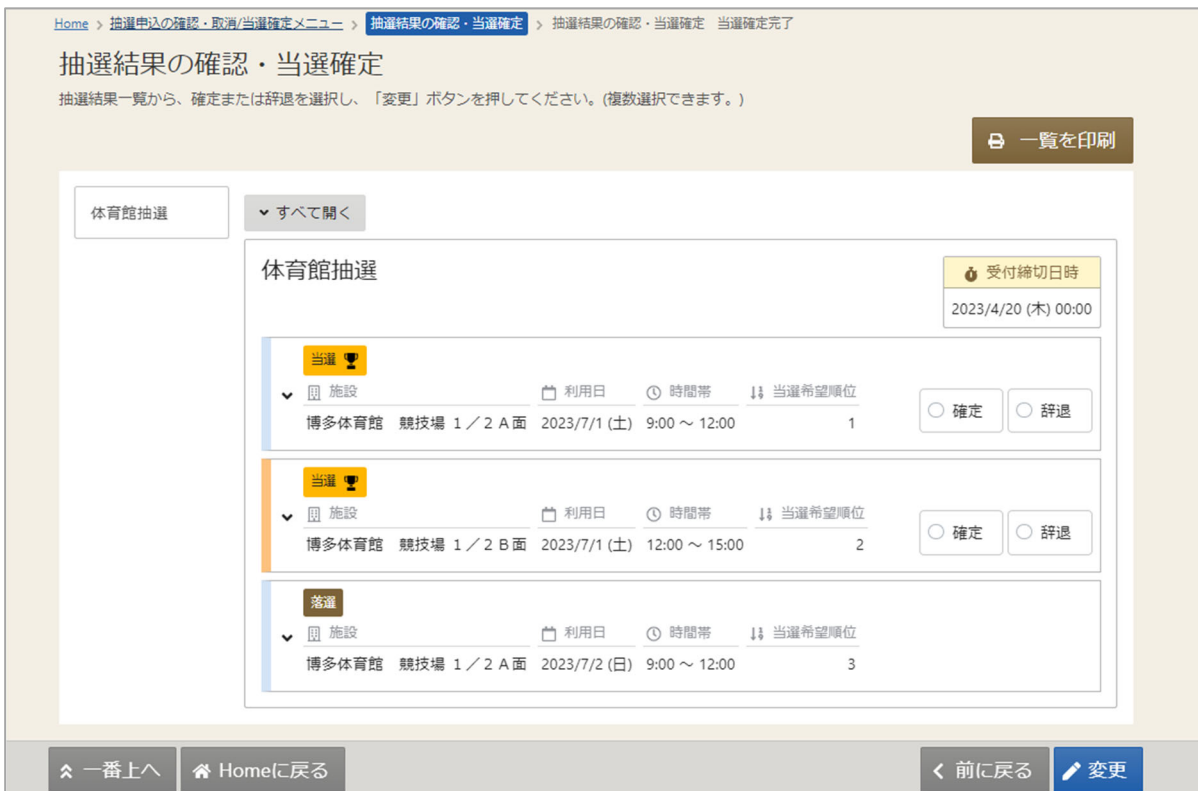 Home > 抽選申込の確認・取消/当選確定メニュー > 抽選結果の確認・当選確定 > 抽選結果の確認・当選確定　当選確定完了
抽選結果の確認・当選確定
抽選結果一覧から、確定または辞退を選択し、「変更」ボタンを押してください。(複数選択できます。)
一覧を印刷
体育館抽選
すべて開く
体育館抽選
受付締切日時
2023/4/20 (木) 00:00
当選
施設 利用日 時間帯 当選希望順位
博多体育館　競技場 1／2 A面 2023/7/1 (土) 9:00 ～ 12:00 1
確定 辞退
当選
施設 利用日 時間帯 当選希望順位
博多体育館　競技場 1／2 B面 2023/7/1 (土) 12:00 ～ 15:00 2
確定 辞退
落選
施設 利用日 時間帯 当選希望順位
博多体育館　競技場 1／2 A面 2023/7/2 (日) 9:00 ～ 12:00 3
一番上へ Homeに戻る 前に戻る 変更